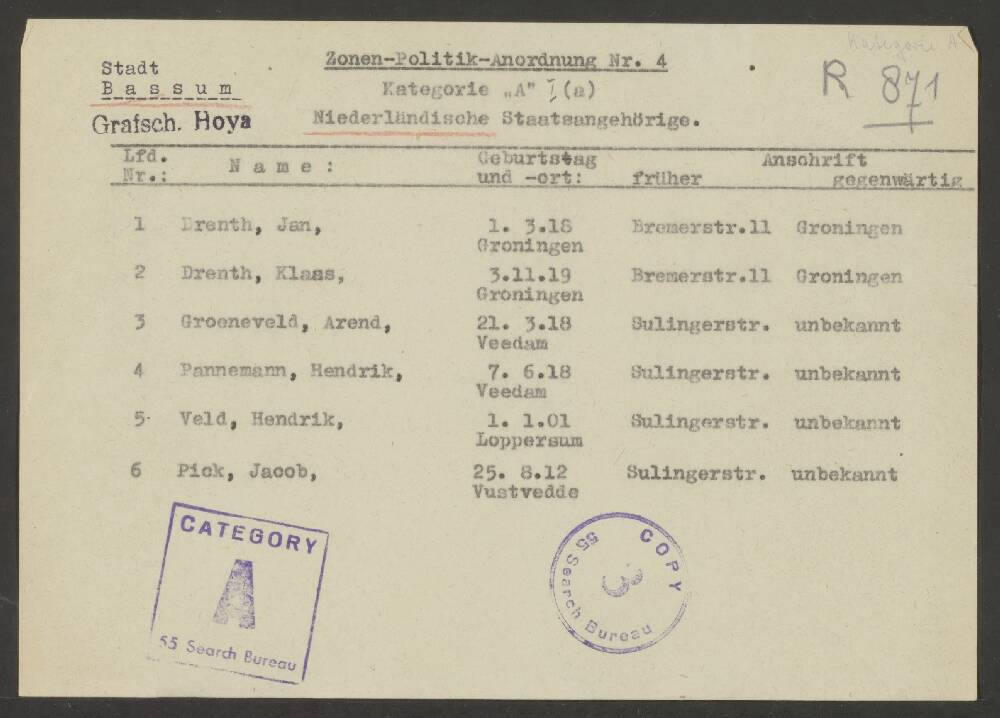 Kategorie A
Zonen-Politik-Anordnung Nr. 4
Stadt
Bassum
Kategorie „A" I(a)
R 871
Grafsch. Hoya
Niederländische Staatsangehörige.
Lfd. Nr.: Name: Geburtstag und -ort: Anschrift früher gegenwärtig
1 Drenth, Jan, 1. 3.18 Bremerstr.11 Groningen
Groningen
2 Drenth, Klaas, 3.11.19 Bremerstr.11 Groningen
Groningen
3 Groeneveld, Arend, 21. 3.18 Sulingerstr. unbekannt
Veedam
4 Pannemann, Hendrik, 7. 6.18 Sulingerstr. unbekannt
Veedam
5 Veld, Hendrik, 1. 1.01 Sulingerstr. unbekannt
Loppersum
6 Pick, Jacob, 25. 8.12 Sulingerstr. unbekannt
Vustvedde
CATEGORY
A
55 Search Bureau
COPY
3
55 Search Bureau